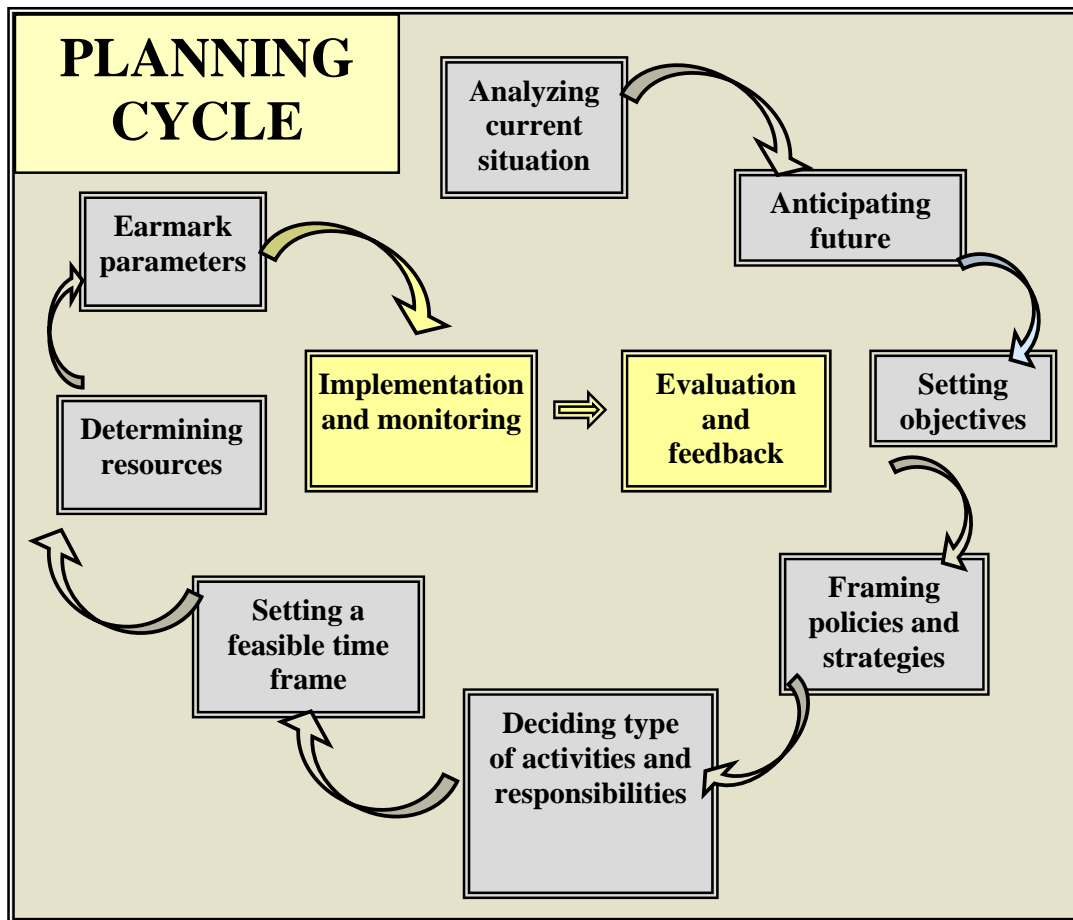 PLANNING
CYCLE
Analyzing
current
situation
Anticipating
future
Setting
objectives
Framing
policies and
strategies
Deciding type
of activities and
responsibilities
Setting a
feasible time
frame
Determining
resources
Earmark
parameters
Implementation
and monitoring
Evaluation
and
feedback